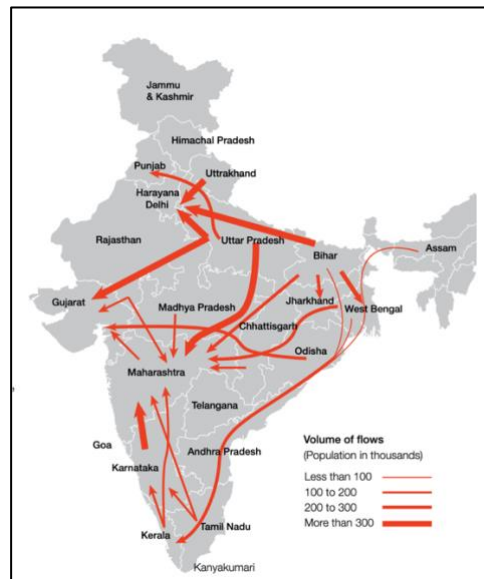 Jammu
& Kashmir
Himachal Pradesh
Punjab
Uttrakhand
Harayana
Delhi
Rajasthan
Uttar Pradesh
Bihar
Assam
Gujarat
Madhya Pradesh
Jharkhand
West Bengal
Chhattisgarh
Odisha
Maharashtra
Telangana
Goa
Andhra Pradesh
Karnataka
Kerala
Tamil Nadu
Kanyakumari
Volume of flows
(Population in thousands)
Less than 100
100 to 200
200 to 300
More than 300